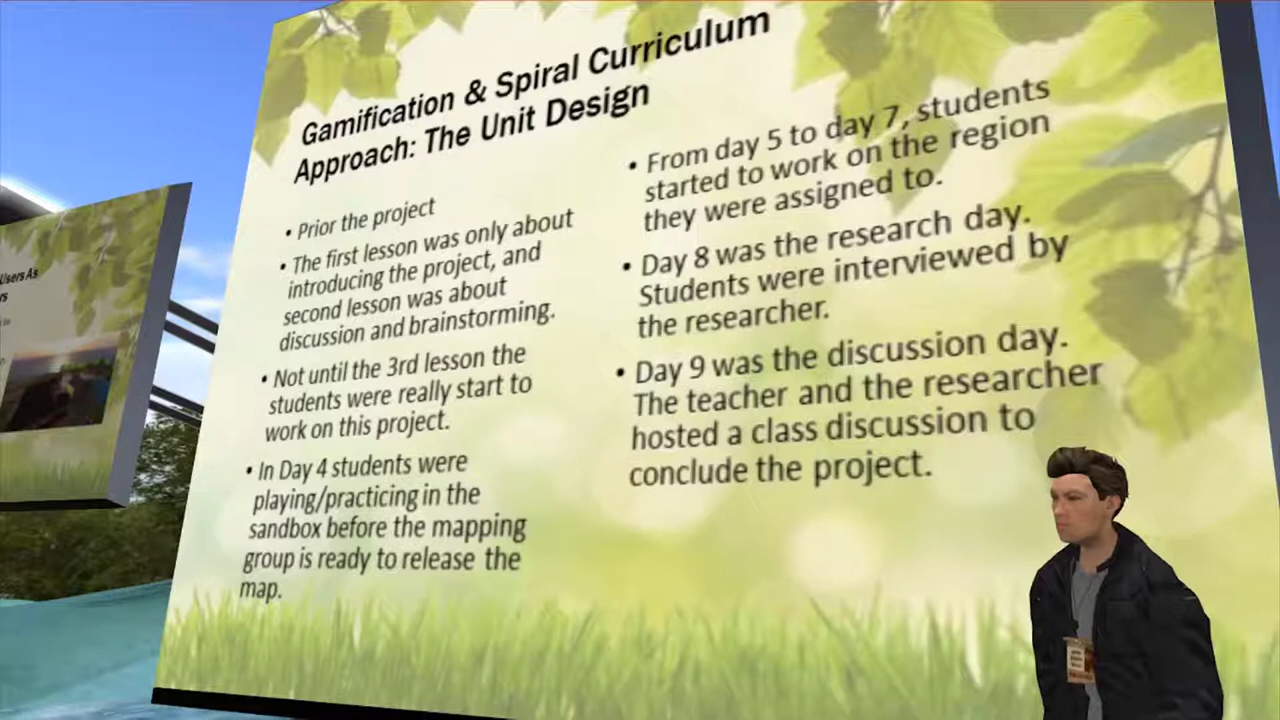 Gamification & Spiral Curriculum
Approach: The Unit Design
• Prior the project
• The first lesson was only about
introducing the project, and
second lesson was about
discussion and brainstorming.
• Not until the 3rd lesson the
students were really start to
work on this project.
• In Day 4 students were
playing/practicing in the
sandbox before the mapping
group is ready to release the
map.
• From day 5 to day 7, students
started to work on the region
they were assigned to.
• Day 8 was the research day.
Students were interviewed by
the researcher.
• Day 9 was the discussion day.
The teacher and the researcher
hosted a class discussion to
conclude the project.
Users As